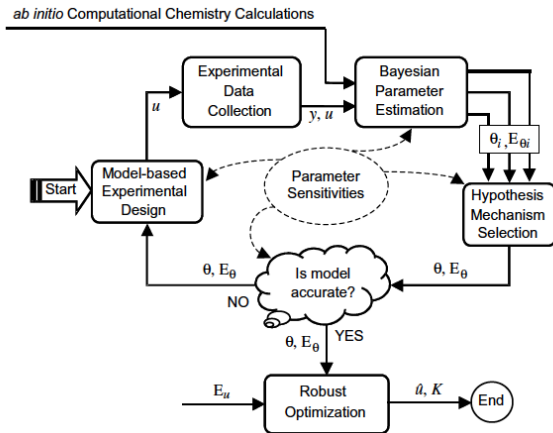 ab initio Computational Chemistry Calculations
Experimental
Data
Collection
Bayesian
Parameter
Estimation
u
y, u
θi ,Eθi
Start
Model-based
Experimental
Design
Parameter
Sensitivities
Hypothesis
Mechanism
Selection
θ, Eθ
NO
Is model
accurate?
θ, Eθ
θ, Eθ
YES
Eu
Robust
Optimization
û, K
End